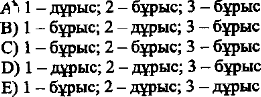 A) 1 – дұрыс; 2 – бұрыс; 3 – бұрыс
B) 1 – бұрыс; 2 – дұрыс; 3 – бұрыс
C) 1 – бұрыс; 2 – бұрыс; 3 – бұрыс
D) 1 – дұрыс; 2 – дұрыс; 3 – бұрыс
E) 1 – бұрыс; 2 – дұрыс; 3 – дұрыс